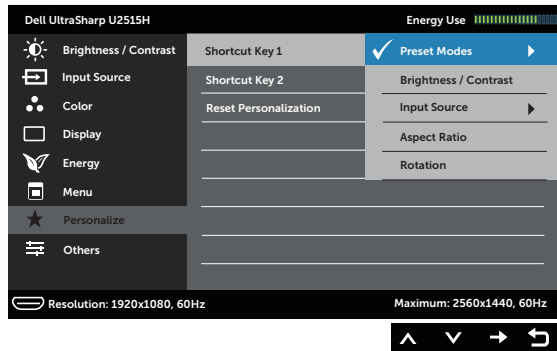 Dell UltraSharp U2515H
Energy Use
Brightness / Contrast
Input Source
Color
Display
Energy
Menu
Personalize
Others
Shortcut Key 1
Shortcut Key 2
Reset Personalization
Preset Modes
Brightness / Contrast
Input Source
Aspect Ratio
Rotation
Resolution: 1920x1080, 60Hz
Maximum: 2560x1440, 60Hz